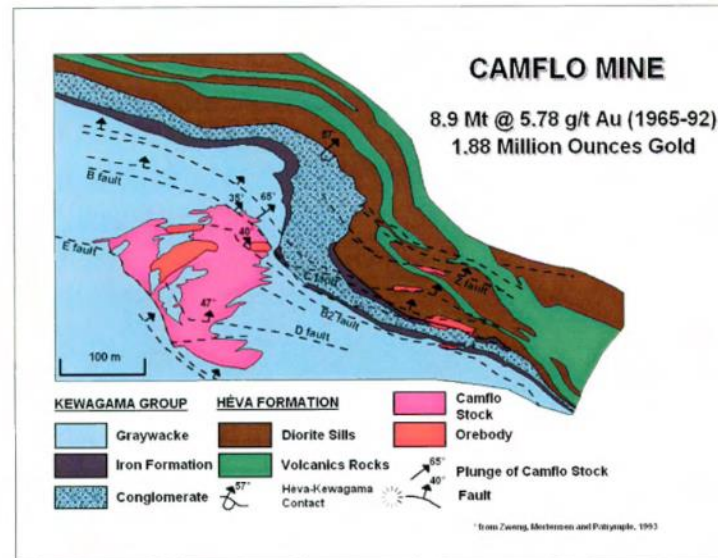 CAMFLO MINE
8.9 Mt @ 5.78 g/t Au (1965-92)
1.88 Million Ounces Gold
57°
B fault
35°
65°
40°
E fault
C fault
Z fault
47°
B2 fault
D fault
100 m
KEWAGAMA GROUP
HÉVA FORMATION
Camflo
Stock
Graywacke
Diorite Sills
Orebody
Iron Formation
Volcanics Rocks
65°
Plunge of Camflo Stock
Conglomerate
57°
Heva-Kewagama
Contact
40°
Fault
* from Zweng, Mortensen and Dalrymple, 1993